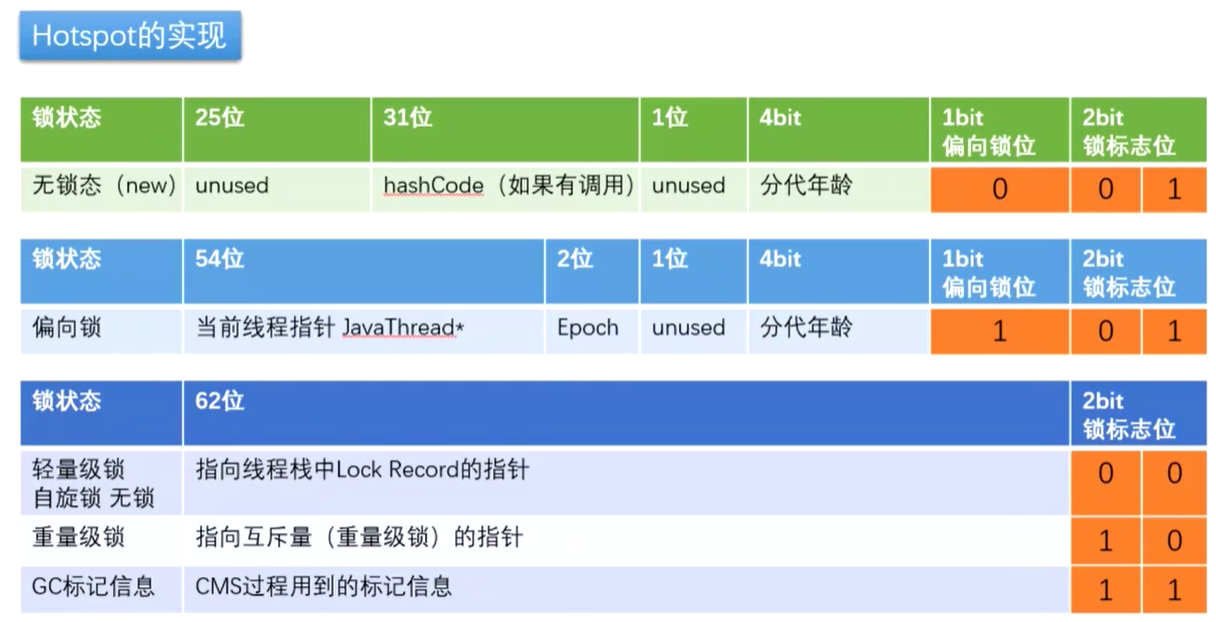 Hotspot的实现
锁状态 25位 31位 1位 4bit 1bit 2bit
偏向锁位 锁标志位
无锁态（new） unused hashCode（如果有调用） unused 分代年龄 0 0 1
锁状态 54位 2位 1位 4bit 1bit 2bit
偏向锁位 锁标志位
偏向锁 当前线程指针 JavaThread* Epoch unused 分代年龄 1 0 1
锁状态 62位 2bit
锁标志位
轻量级锁 指向线程栈中Lock Record的指针 0 0
自旋锁 无锁
重量级锁 指向互斥量（重量级锁）的指针 1 0
GC标记信息 CMS过程用到的标记信息 1 1